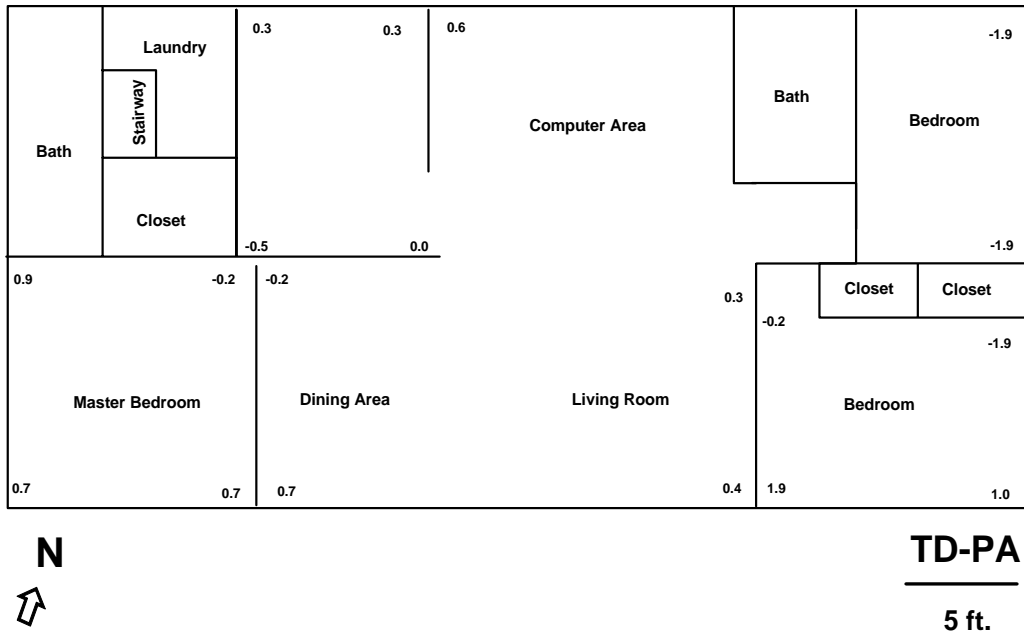 0.3
0.3
0.6
-1.9
Laundry
Stairway
Bath
Computer Area
Bath
Bedroom
Closet
-0.5
0.0
-1.9
0.9
-0.2
-0.2
0.3
-0.2
Closet
Closet
-1.9
Master Bedroom
Dining Area
Living Room
Bedroom
0.7
0.7
0.7
0.4
1.9
1.0
N
TD-PA
5 ft.